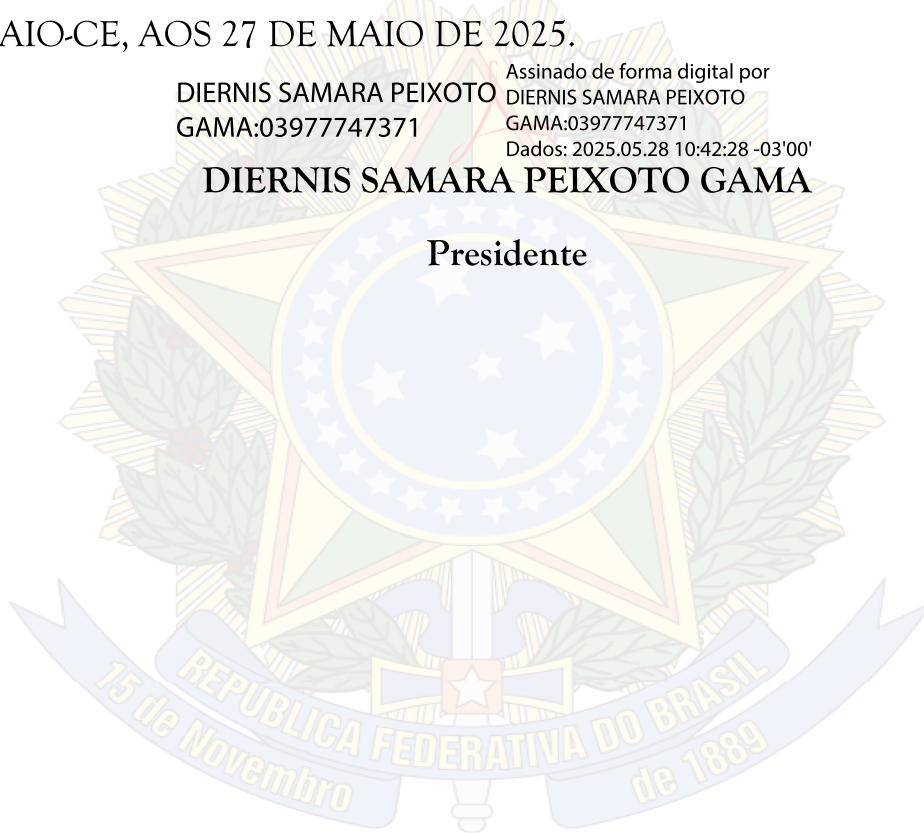 AIO-CE, AOS 27 DE MAIO DE 2025.
DIERNIS SAMARA PEIXOTO
GAMA:03977747371
Assinado de forma digital por
DIERNIS SAMARA PEIXOTO
GAMA:03977747371
Dados: 2025.05.28 10:42:28 -03'00'
DIERNIS SAMARA PEIXOTO GAMA
Presidente
REPÚBLICA FEDERATIVA DO BRASIL
15 de Novembro
de 1889